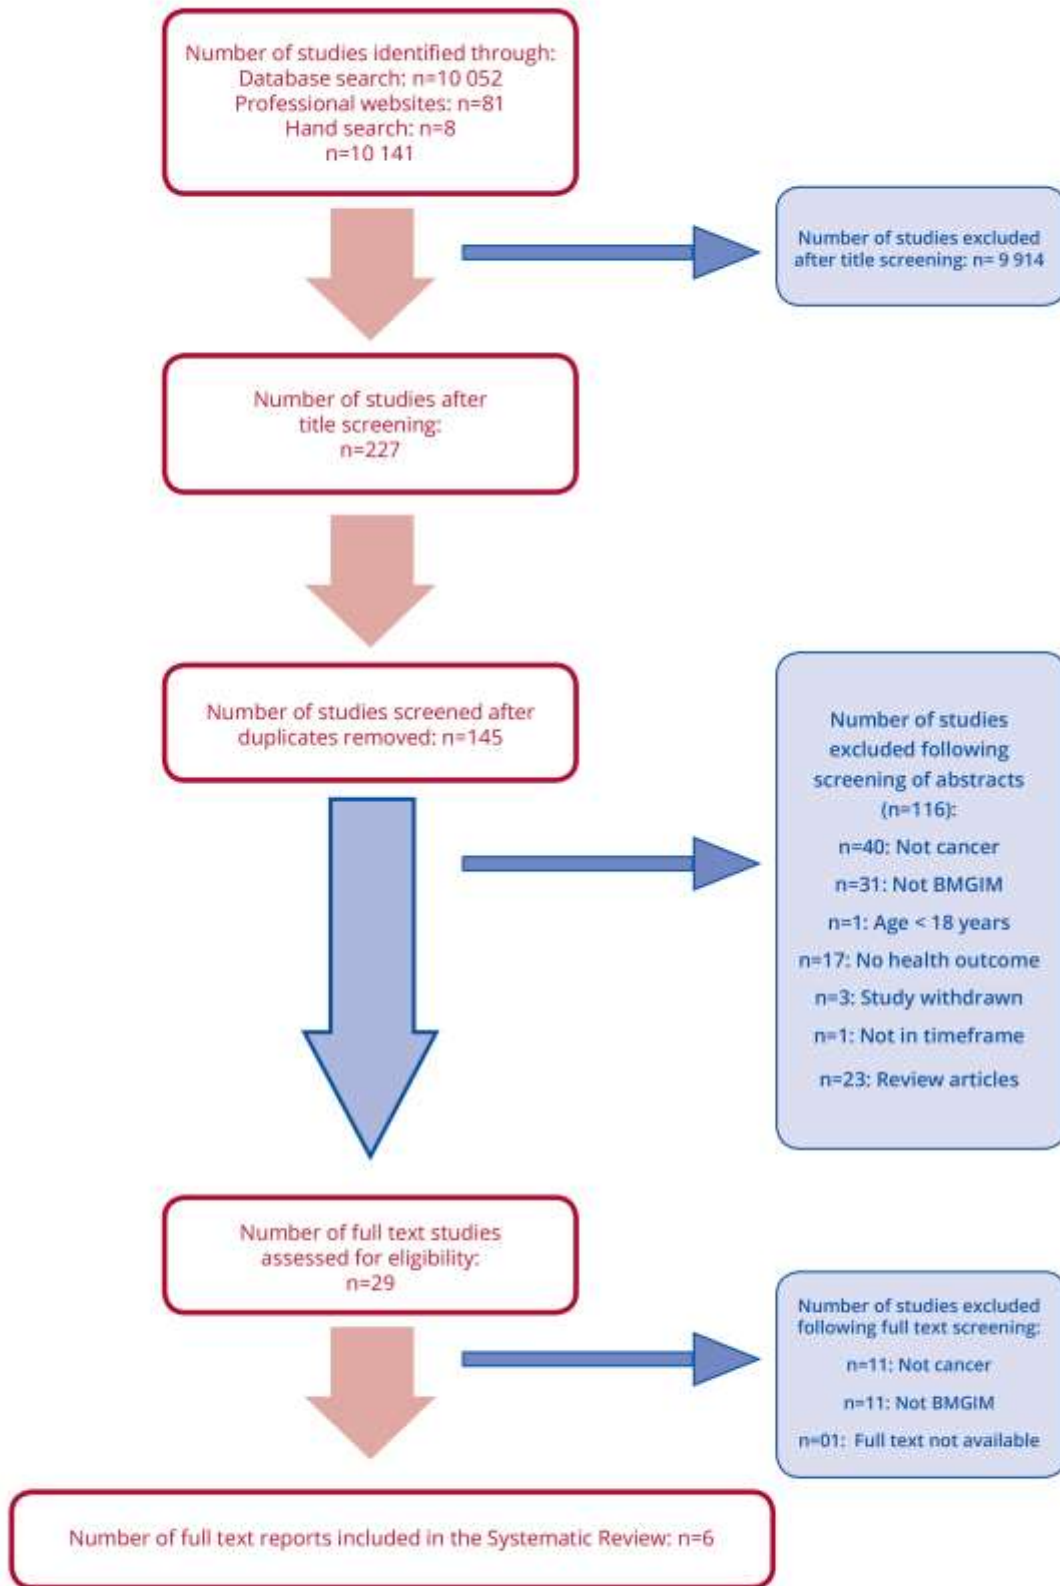 Number of studies identified through:
Database search: n=10 052
Professional websites: n=81
Hand search: n=8
n=10 141
Number of studies excluded
after title screening: n= 9 914
Number of studies after
title screening:
n=227
Number of studies screened after
duplicates removed: n=145
Number of studies
excluded following
screening of abstracts
(n=116):
n=40: Not cancer
n=31: Not BMGIM
n=1: Age < 18 years
n=17: No health outcome
n=3: Study withdrawn
n=1: Not in timeframe
n=23: Review articles
Number of full text studies
assessed for eligibility:
n=29
Number of studies excluded
following full text screening:
n=11: Not cancer
n=11: Not BMGIM
n=01: Full text not available
Number of full text reports included in the Systematic Review: n=6